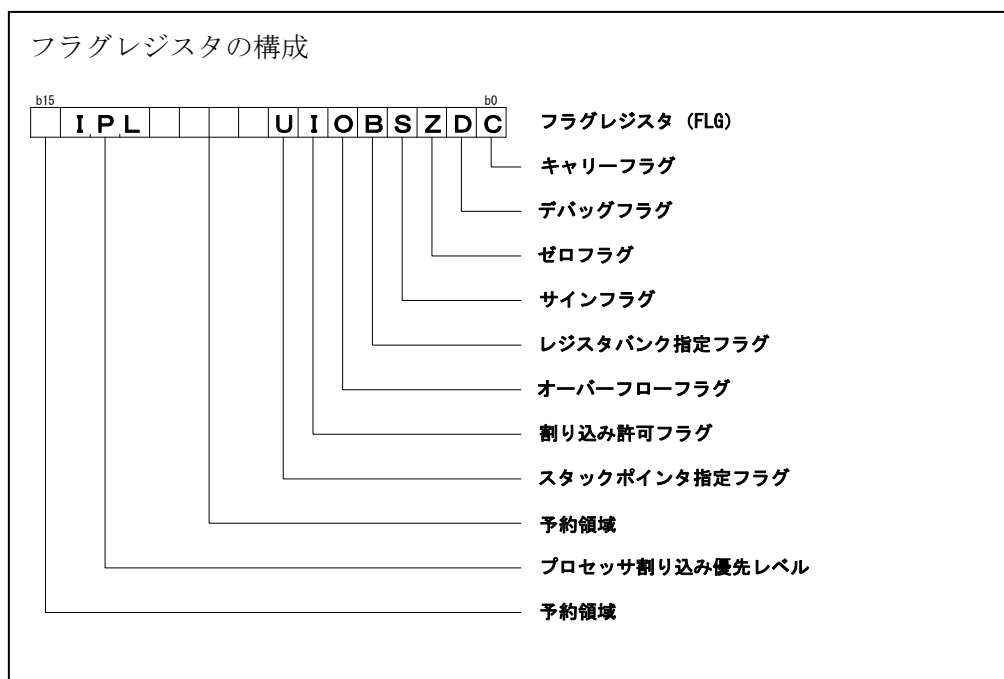 フラグレジスタの構成
b15 b0
IPL U I O B S Z D C フラグレジスタ (FLG)
キャリーフラグ
デバッグフラグ
ゼロフラグ
サインフラグ
レジスタバンク指定フラグ
オーバーフローフラグ
割り込み許可フラグ
スタックポインタ指定フラグ
予約領域
プロセッサ割り込み優先レベル
予約領域